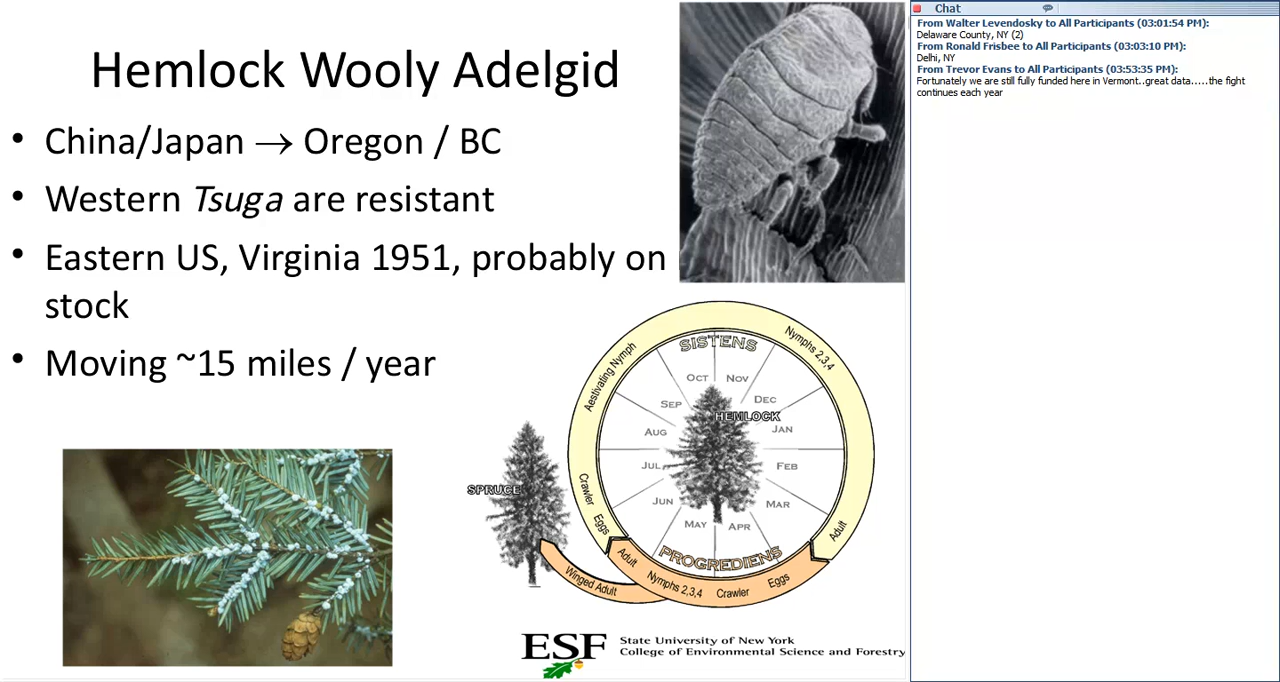 Hemlock Wooly Adelgid
• China/Japan → Oregon / BC
• Western Tsuga are resistant
• Eastern US, Virginia 1951, probably on
stock
• Moving ~15 miles / year
SISTENS
Nymphs 2,3,4
Aestivating Nymph
OCT
NOV
SEP
DEC
HEMLOCK
AUG
JAN
JUL
FEB
JUN
MAR
MAY
APR
SPRUCE
Crawler
Eggs
Adult
PROGREDIENS
Adult
Nymphs 2,3,4
Crawler
Eggs
Winged Adult
ESF
State University of New York
College of Environmental Science and Forestry
Chat
From Walter Levendosky to All Participants (03:01:54 PM):
Delaware County, NY (2)
From Ronald Frisbee to All Participants (03:03:10 PM):
Delhi, NY
From Trevor Evans to All Participants (03:53:35 PM):
Fortunately we are still fully funded here in Vermont..great data.....the fight
continues each year